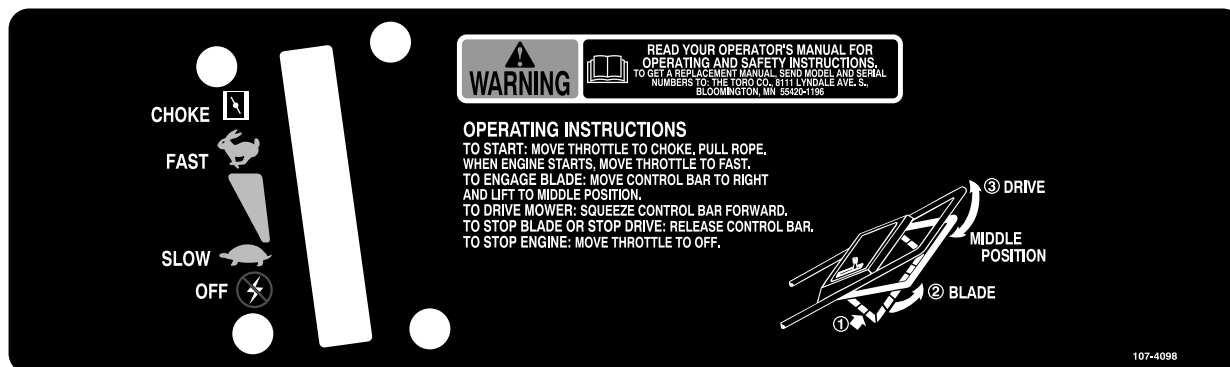 CHOKE
FAST
SLOW
OFF
WARNING
READ YOUR OPERATOR'S MANUAL FOR
OPERATING AND SAFETY INSTRUCTIONS.
TO GET A REPLACEMENT MANUAL, SEND MODEL AND SERIAL
NUMBERS TO: THE TORO CO., 8111 LYNDALE AVE. S.,
BLOOMINGTON, MN 55420-1196
OPERATING INSTRUCTIONS
TO START: MOVE THROTTLE TO CHOKE. PULL ROPE.
WHEN ENGINE STARTS, MOVE THROTTLE TO FAST.
TO ENGAGE BLADE: MOVE CONTROL BAR TO RIGHT
AND LIFT TO MIDDLE POSITION.
TO DRIVE MOWER: SQUEEZE CONTROL BAR FORWARD.
TO STOP BLADE OR STOP DRIVE: RELEASE CONTROL BAR.
TO STOP ENGINE: MOVE THROTTLE TO OFF.
③ DRIVE
MIDDLE
POSITION
② BLADE
①
107-4098